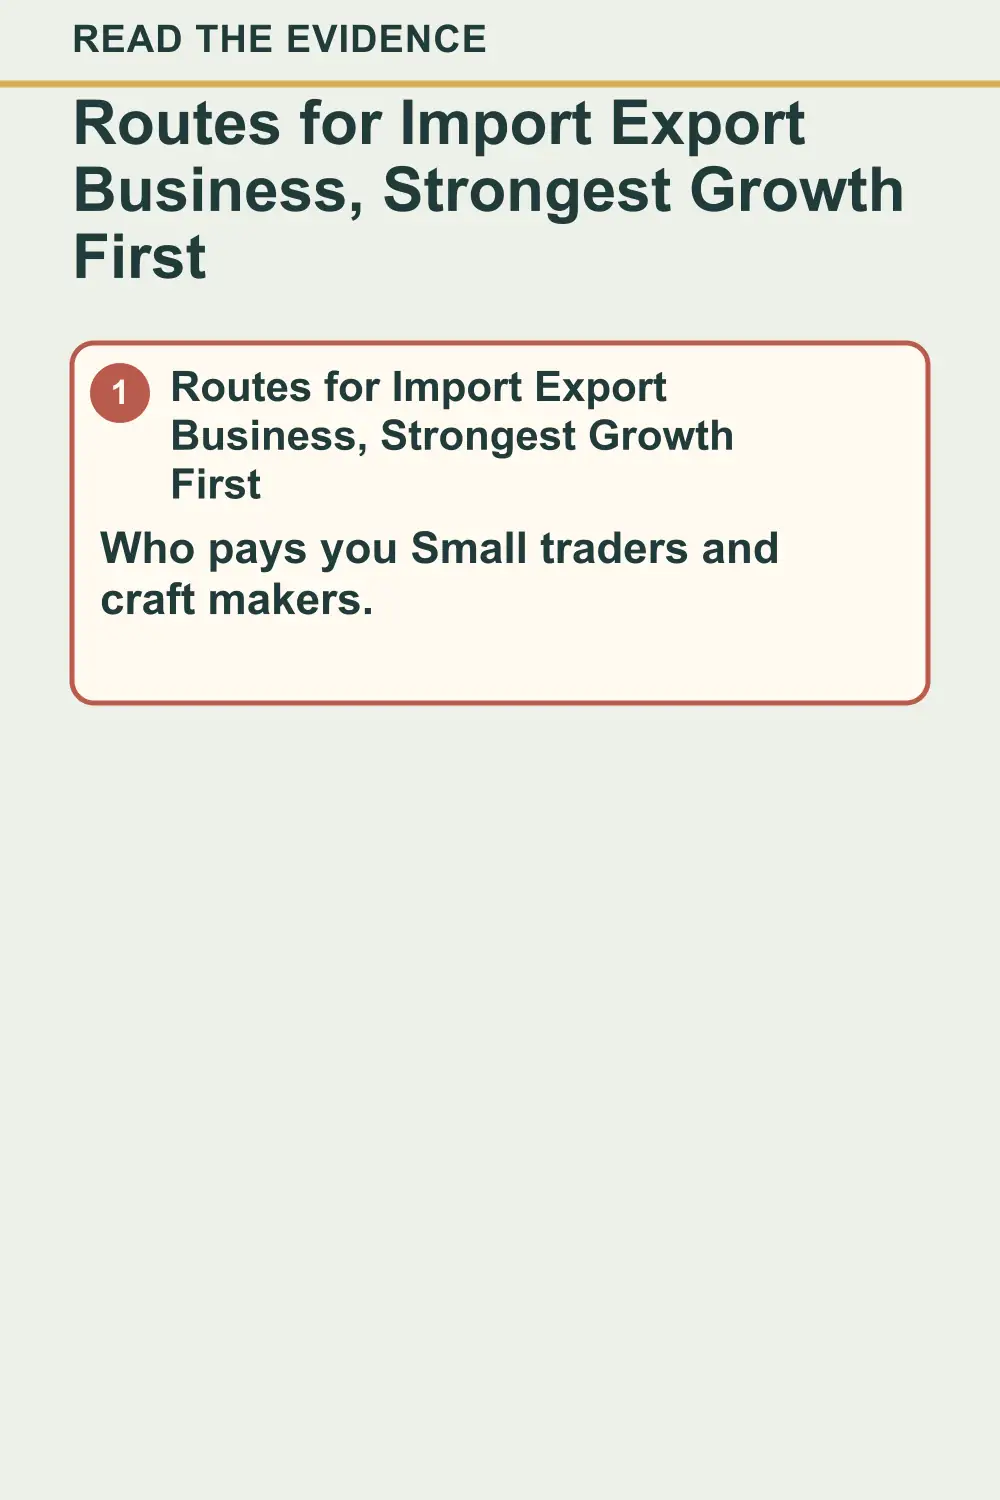 READ THE EVIDENCE
Routes for Import Export
Business, Strongest Growth
First
1
Routes for Import Export
Business, Strongest Growth
First
Who pays you Small traders and
craft makers.